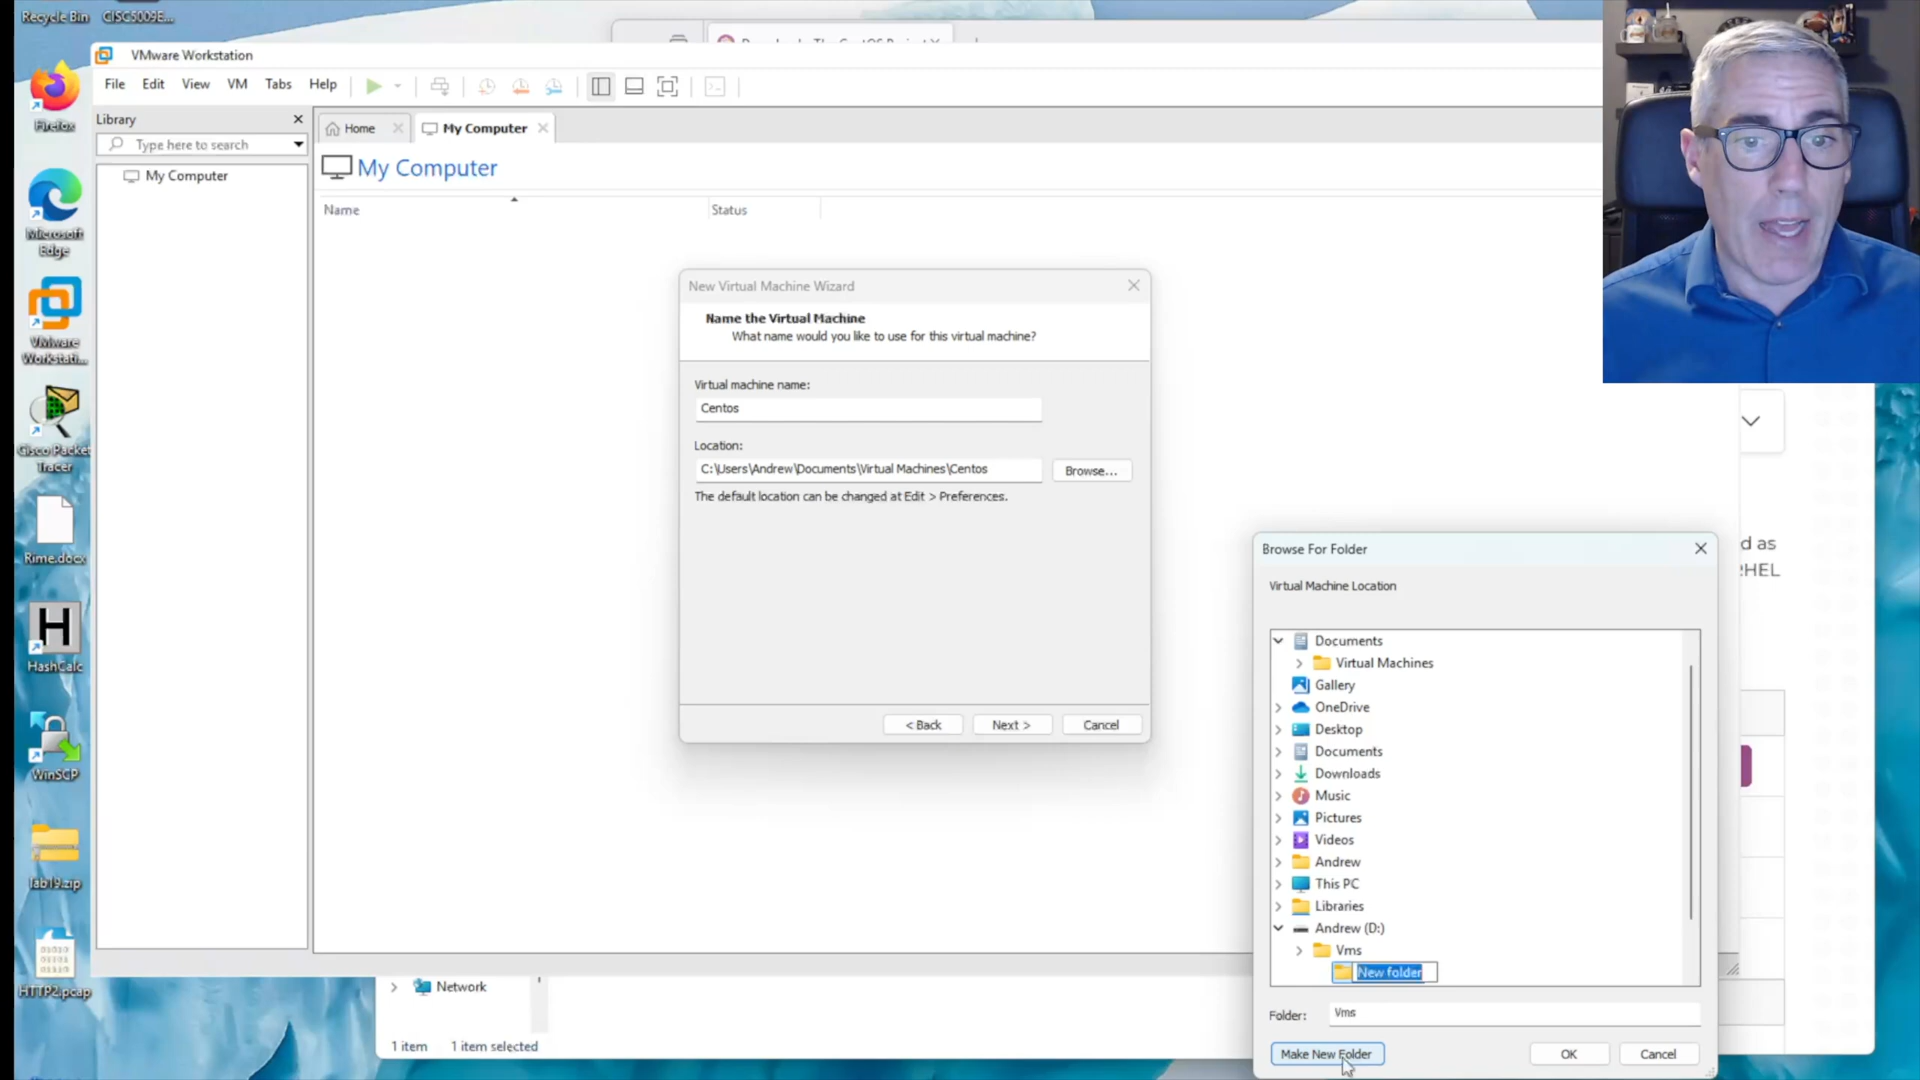 Recycle Bin
CISC5009E...
VMware Workstation
File Edit View VM Tabs Help
Library
Home
My Computer
Type here to search
My Computer
My Computer
Name
Status
Firefox
Microsoft
Edge
VMware
Workstati...
Cisco Packet
Tracer
Rime.docx
H
HashCalc
WinSCP
lab19.zip
HTTP2.pcap
New Virtual Machine Wizard
Name the Virtual Machine
What name would you like to use for this virtual machine?
Virtual machine name:
Centos
Location:
C:\Users\Andrew\Documents\Virtual Machines\Centos
Browse...
The default location can be changed at Edit > Preferences.
< Back
Next >
Cancel
d as
RHEL
Browse For Folder
Virtual Machine Location
Documents
Virtual Machines
Gallery
OneDrive
Desktop
Documents
Downloads
Music
Pictures
Videos
Andrew
This PC
Libraries
Andrew (D:)
Vms
New folder
Folder:
Vms
Make New Folder
OK
Cancel
Network
1 item
1 item selected